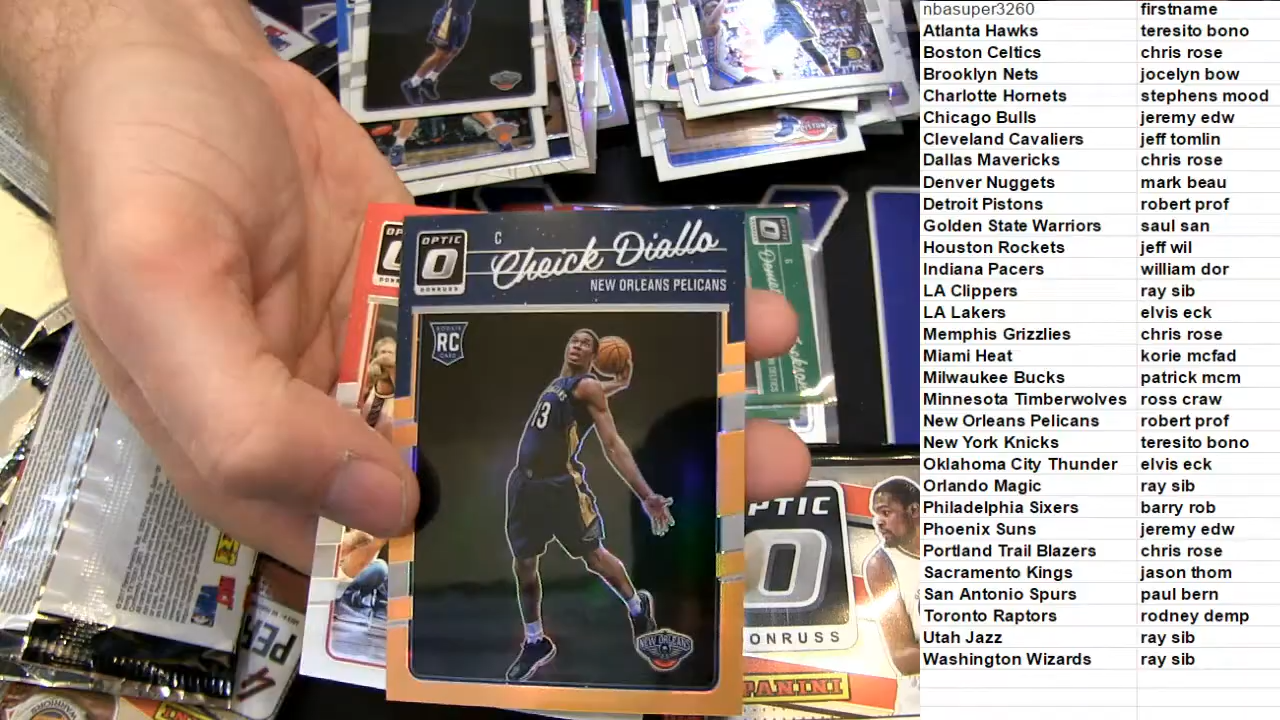 nbasuper3260 firstname
Atlanta Hawks teresito bono
Boston Celtics chris rose
Brooklyn Nets jocelyn bow
Charlotte Hornets stephens mood
Chicago Bulls jeremy edw
Cleveland Cavaliers jeff tomlin
Dallas Mavericks chris rose
Denver Nuggets mark beau
Detroit Pistons robert prof
Golden State Warriors saul san
Houston Rockets jeff wil
Indiana Pacers william dor
LA Clippers ray sib
LA Lakers elvis eck
Memphis Grizzlies chris rose
Miami Heat korie mcfad
Milwaukee Bucks patrick mcm
Minnesota Timberwolves ross craw
New Orleans Pelicans robert prof
New York Knicks teresito bono
Oklahoma City Thunder elvis eck
Orlando Magic ray sib
Philadelphia Sixers barry rob
Phoenix Suns jeremy edw
Portland Trail Blazers chris rose
Sacramento Kings jason thom
San Antonio Spurs paul bern
Toronto Raptors rodney demp
Utah Jazz ray sib
Washington Wizards ray sib
OPTIC
DONRUSS
C
Cheick Diallo
NEW ORLEANS PELICANS
ROOKIE
RC
CARD
13
NEW ORLEANS
PTIC
ONRUSS
PANINI